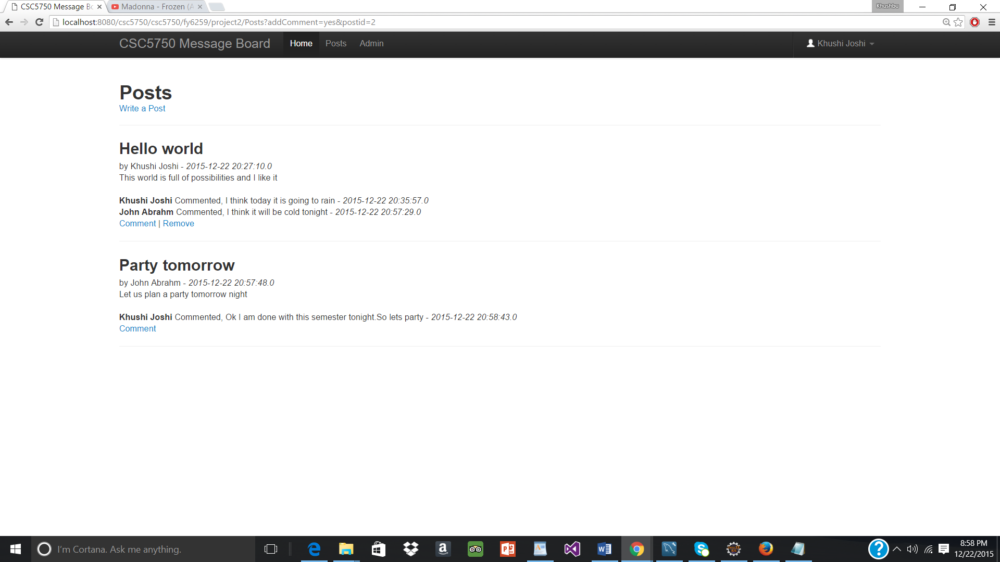 CSC5750 Message Bo
Madonna - Frozen (A
Khushbu
localhost:8080/csc5750/csc5750/fy6259/project2/Posts?addComment=yes&postid=2
CSC5750 Message Board
Home
Posts
Admin
Khushi Joshi
Posts
Write a Post
Hello world
by Khushi Joshi - 2015-12-22 20:27:10.0
This world is full of possibilities and I like it
Khushi Joshi Commented, I think today it is going to rain - 2015-12-22 20:35:57.0
John Abrahm Commented, I think it will be cold tonight - 2015-12-22 20:57:29.0
Comment | Remove
Party tomorrow
by John Abrahm - 2015-12-22 20:57:48.0
Let us plan a party tomorrow night
Khushi Joshi Commented, Ok I am done with this semester tonight.So lets party - 2015-12-22 20:58:43.0
Comment
I'm Cortana. Ask me anything.
8:58 PM
12/22/2015